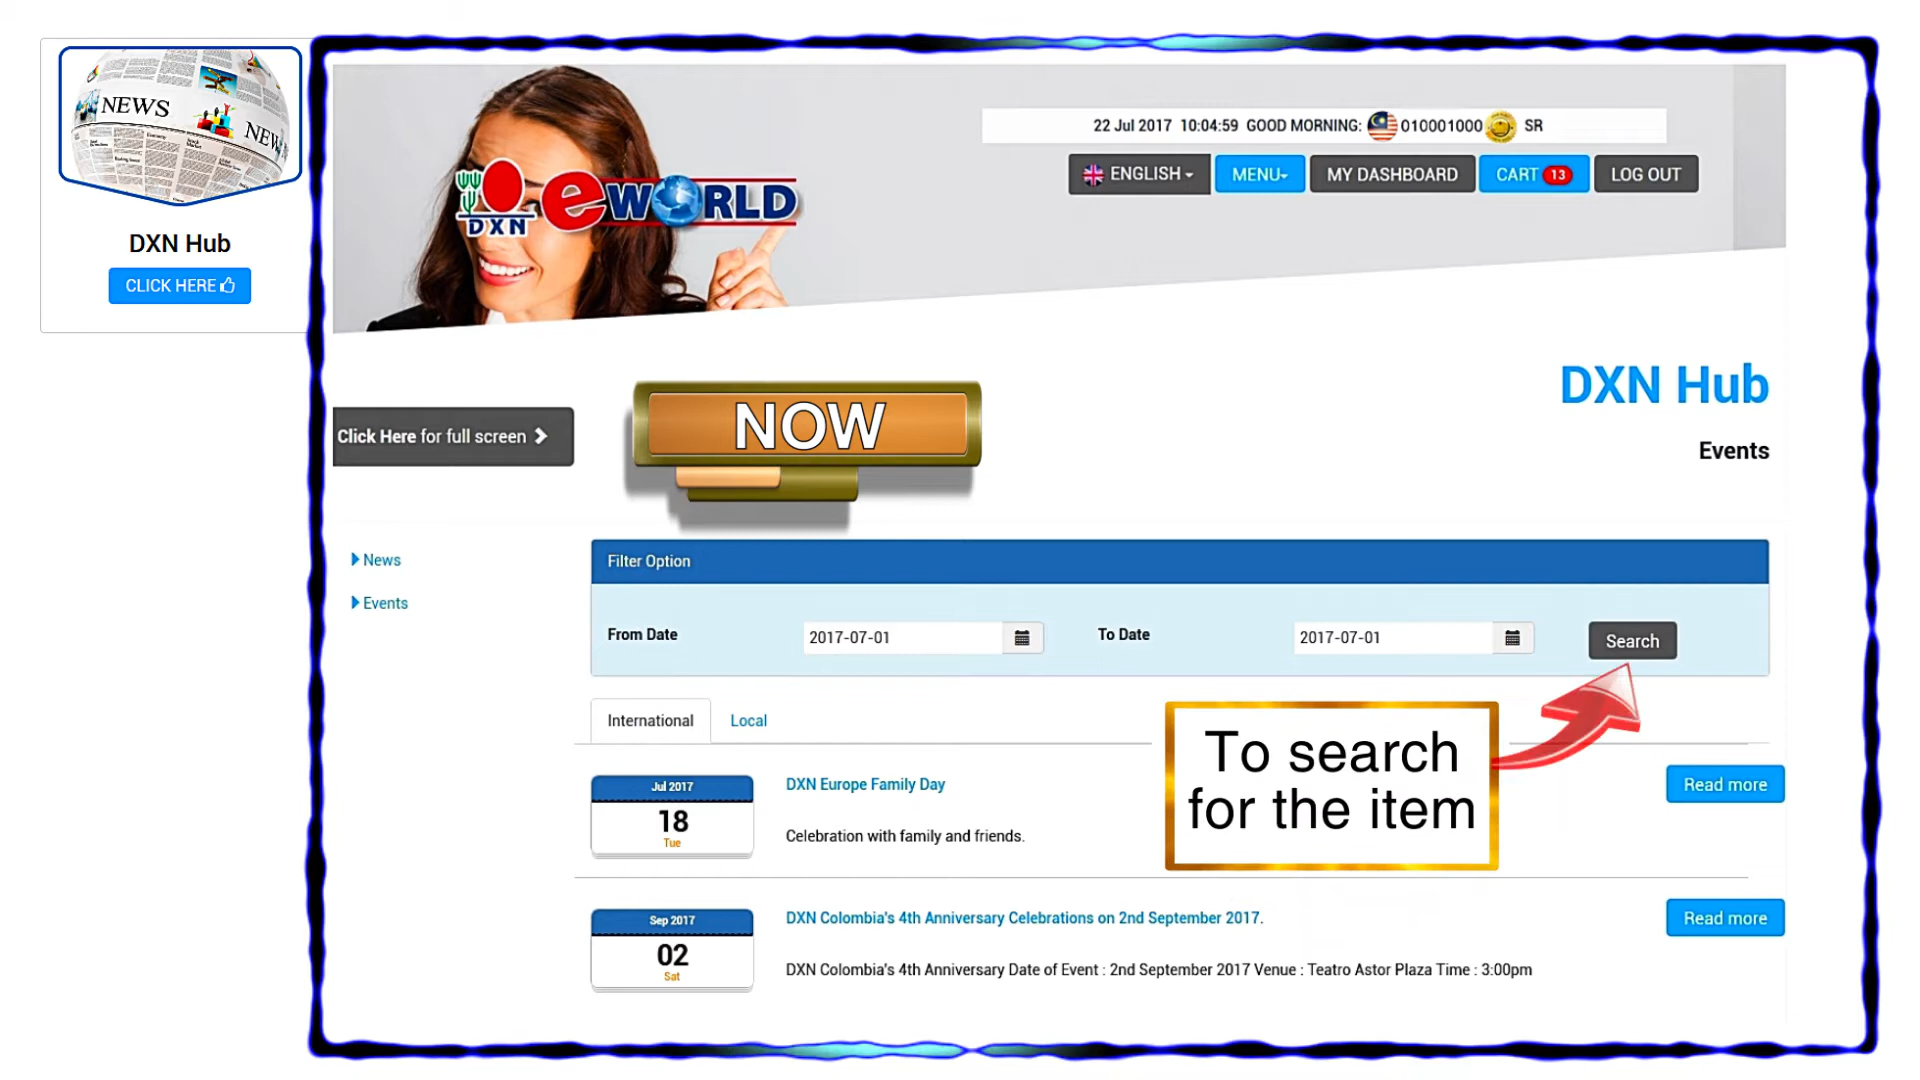 NEWS
NEW
DXN Hub
CLICK HERE
22 Jul 2017 10:04:59 GOOD MORNING: 010001000 SR
ENGLISH
MENU
MY DASHBOARD
CART 13
LOG OUT
DXN
eWORLD
DXN Hub
Events
Click Here for full screen
NOW
News
Events
Filter Option
From Date
2017-07-01
To Date
2017-07-01
Search
International
Local
To search
for the item
Jul 2017
18
Tue
DXN Europe Family Day
Celebration with family and friends.
Read more
Sep 2017
02
Sat
DXN Colombia's 4th Anniversary Celebrations on 2nd September 2017.
DXN Colombia's 4th Anniversary Date of Event : 2nd September 2017 Venue : Teatro Astor Plaza Time : 3:00pm
Read more